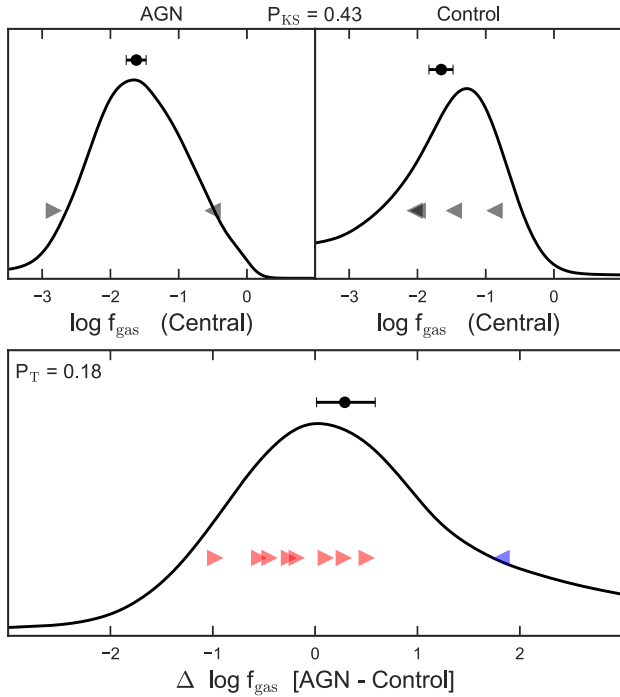 AGN P_KS = 0.43 Control
−3 −2 −1 0 −3 −2 −1 0
log f_gas (Central) log f_gas (Central)
P_T = 0.18
−2 −1 0 1 2
Δ log f_gas [AGN - Control]